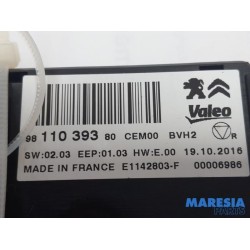 Valeo
98 110 393 80 CEM00 BVH2 R
SW:02.03 EEP:01.03 HW:E.00 19.10.2016
MADE IN FRANCE E1142803-F 00006986
MARESIA
PARTS